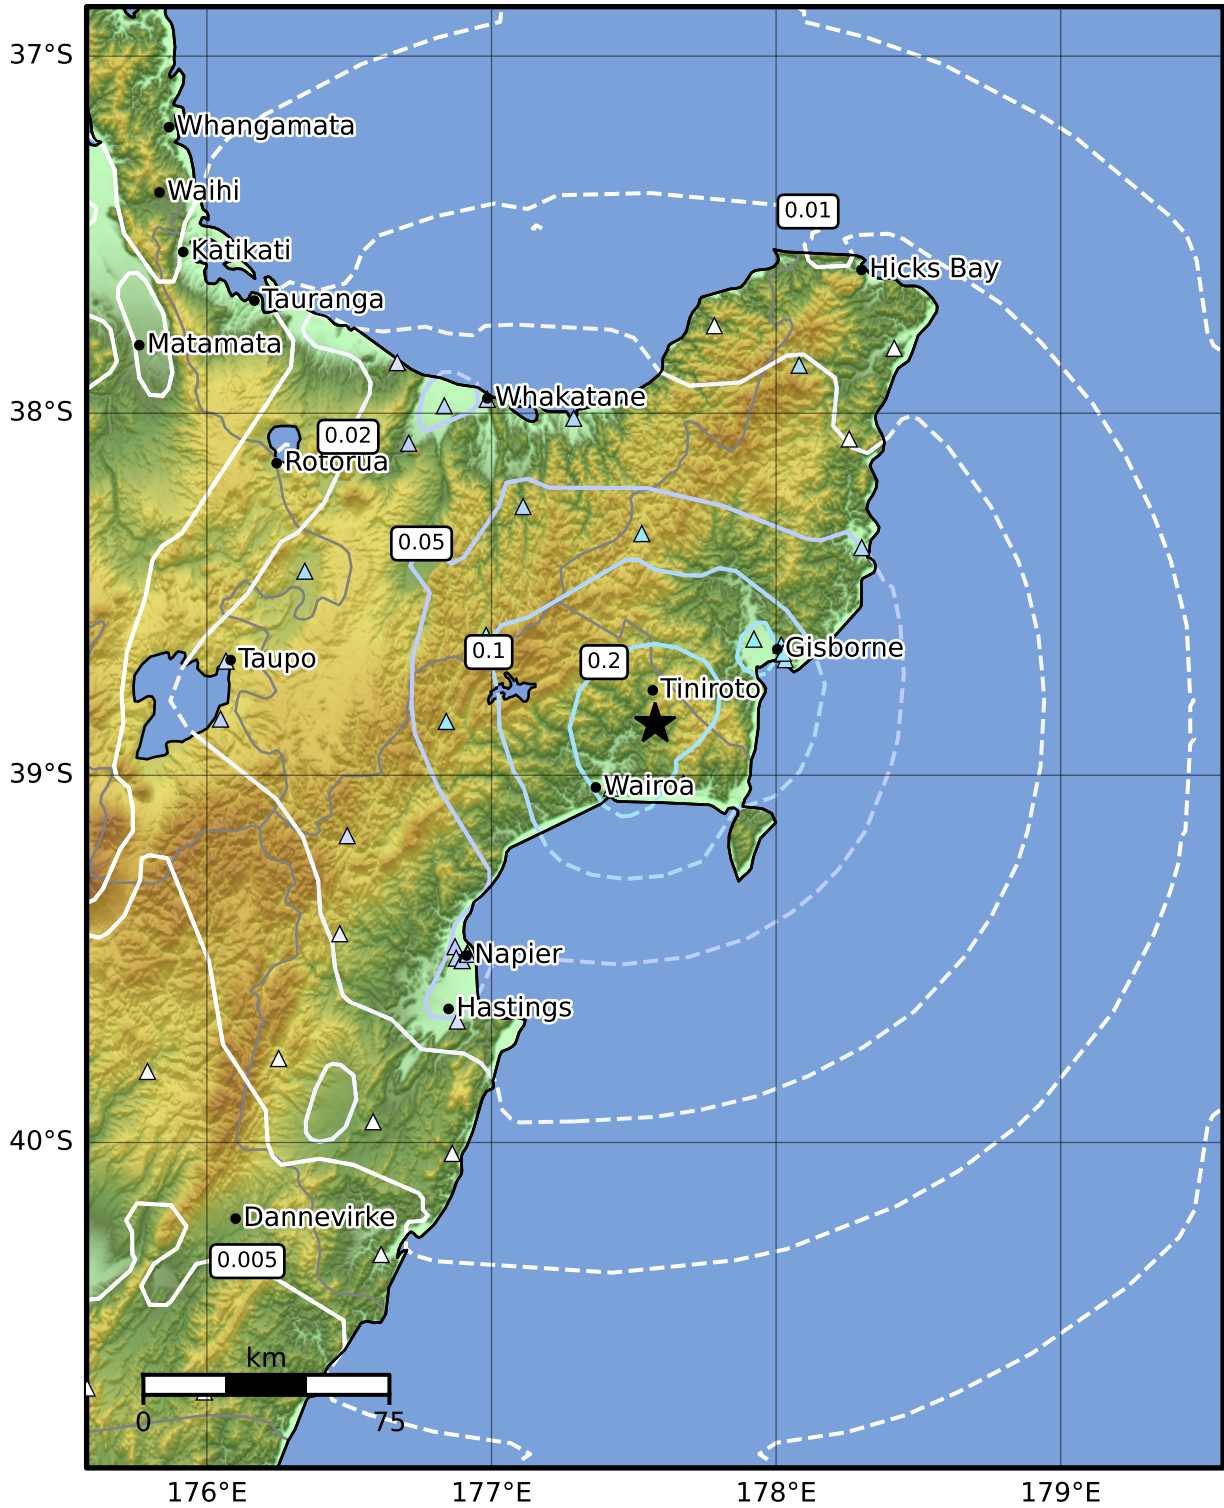 37°S
Whangamata
Waihi
0.01
Katikati
Hicks Bay
Tauranga
Matamata
Whakatane
38°S
0.02
Rotorua
0.05
Gisborne
0.1
0.2
Taupo
Tiniroto
39°S
Wairoa
Napier
Hastings
40°S
Dannevirke
0.005
km
0 75
176°E 177°E 178°E 179°E